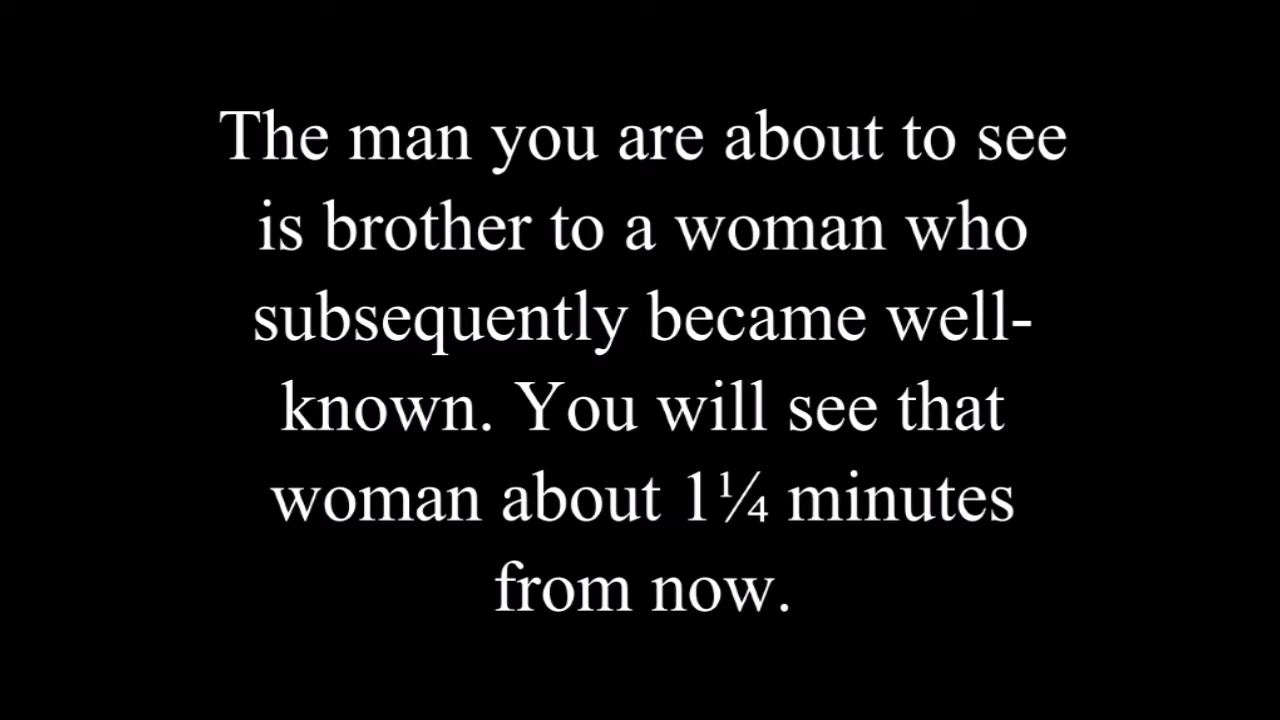 The man you are about to see
is brother to a woman who
subsequently became well-
known. You will see that
woman about 1¼ minutes
from now.